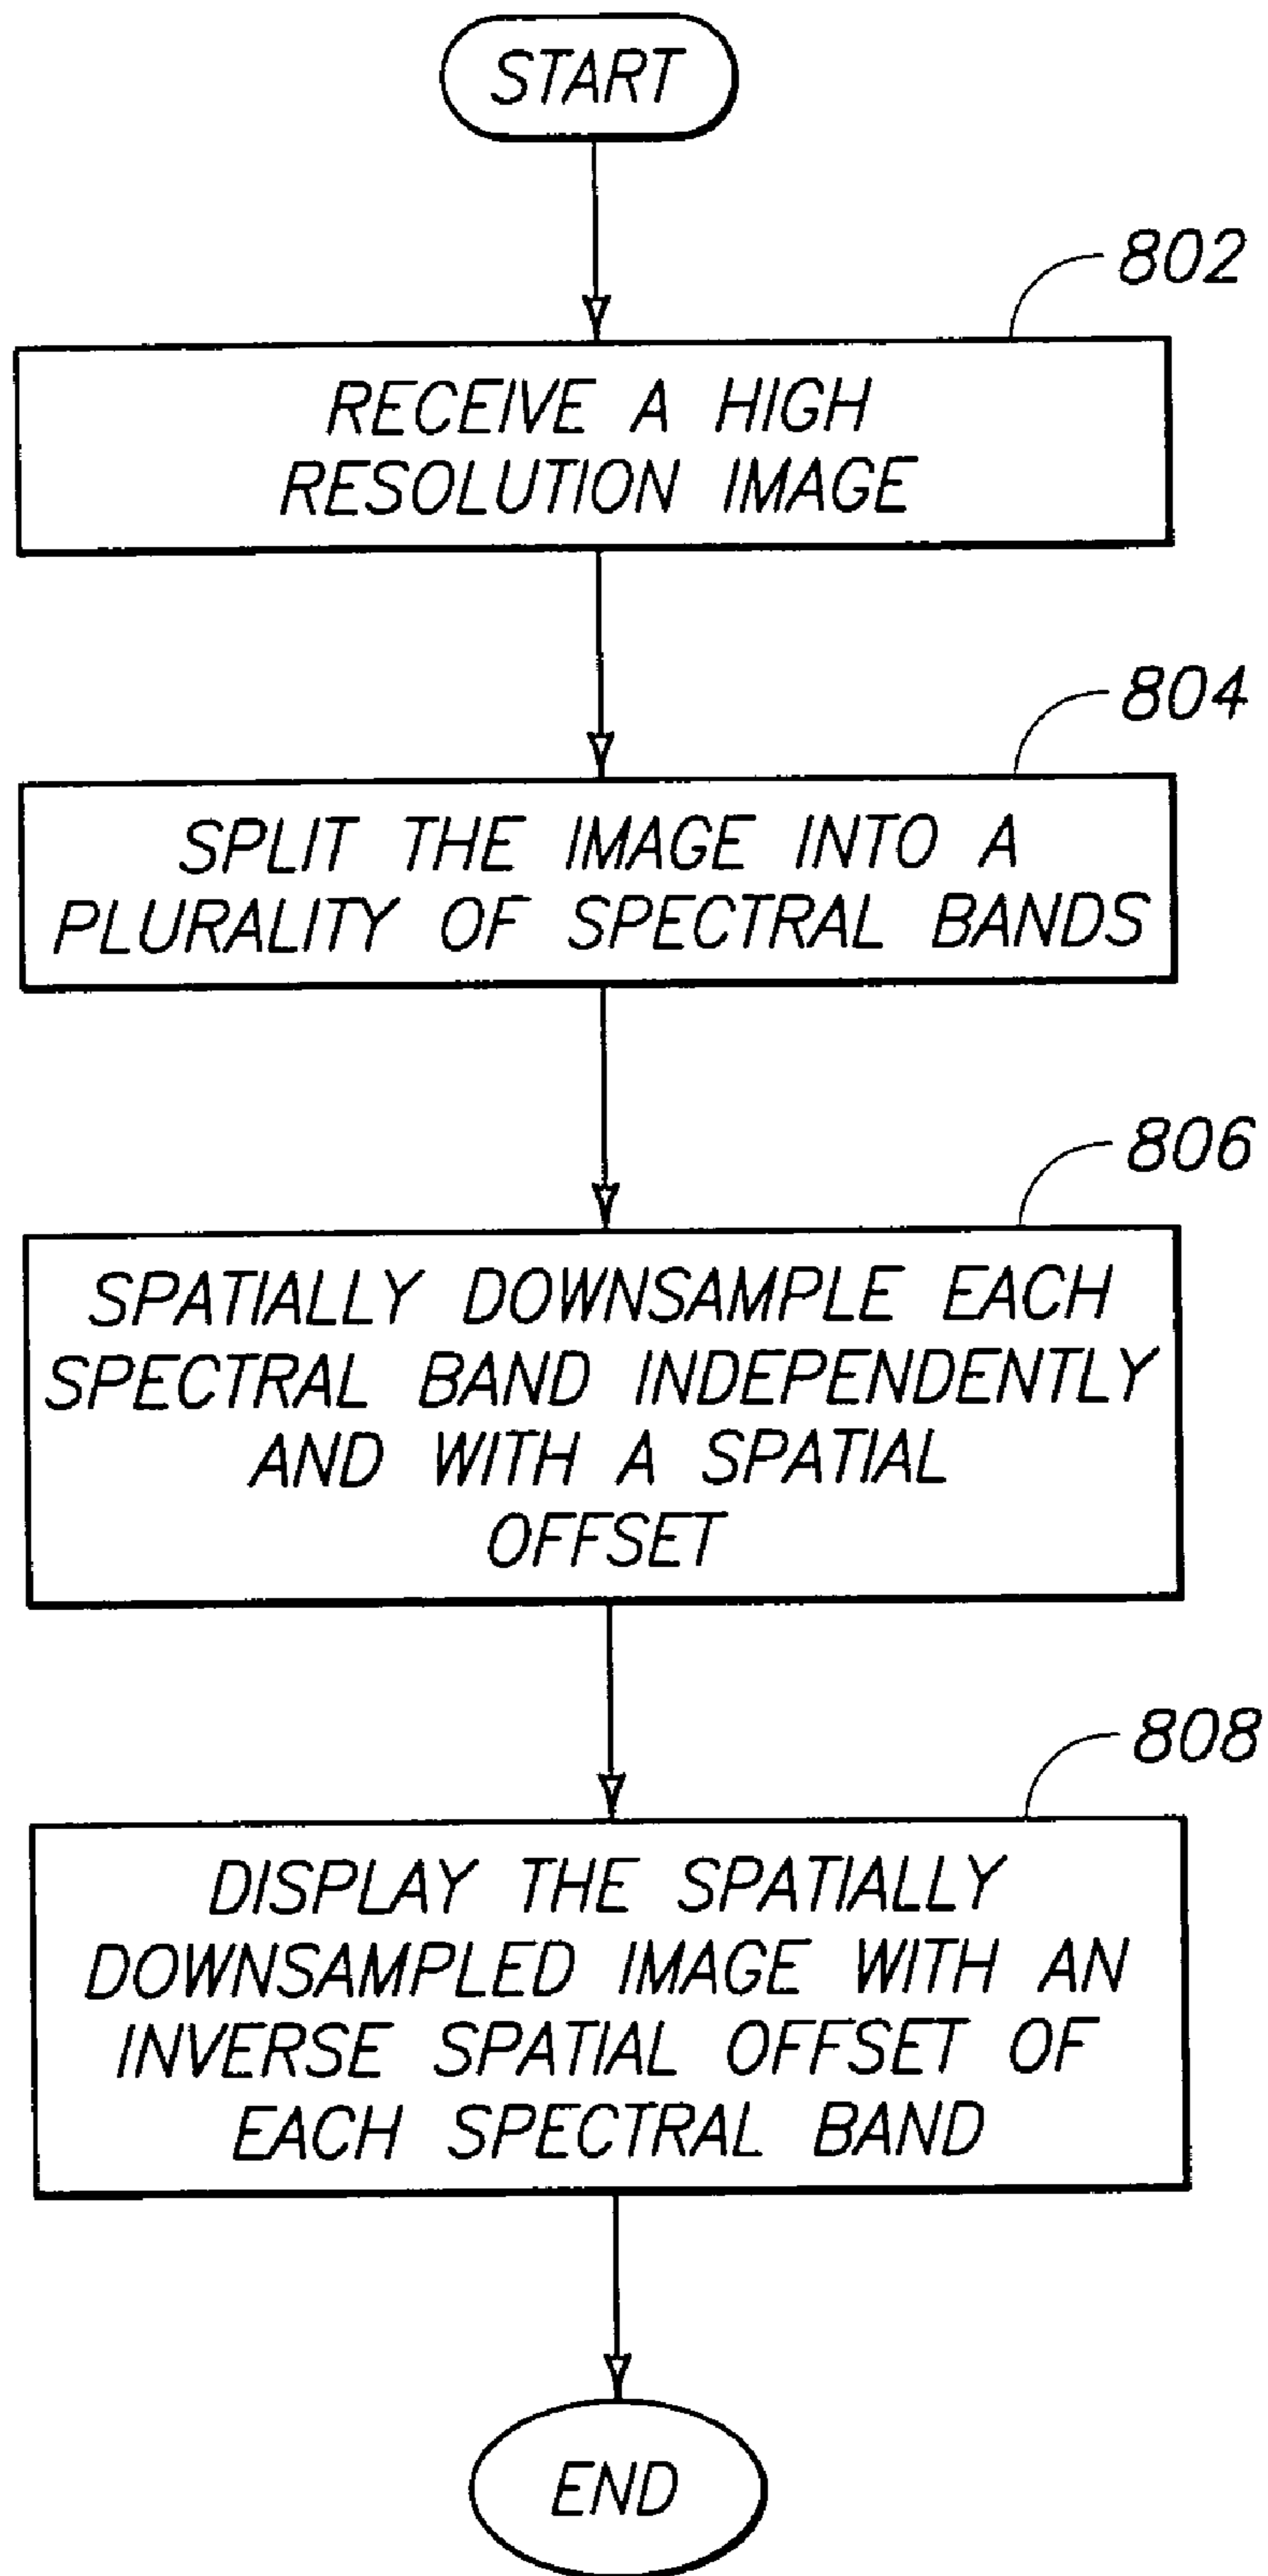 START
802
RECEIVE A HIGH
RESOLUTION IMAGE
804
SPLIT THE IMAGE INTO A
PLURALITY OF SPECTRAL BANDS
806
SPATIALLY DOWNSAMPLE EACH
SPECTRAL BAND INDEPENDENTLY
AND WITH A SPATIAL
OFFSET
808
DISPLAY THE SPATIALLY
DOWNSAMPLED IMAGE WITH AN
INVERSE SPATIAL OFFSET OF
EACH SPECTRAL BAND
END